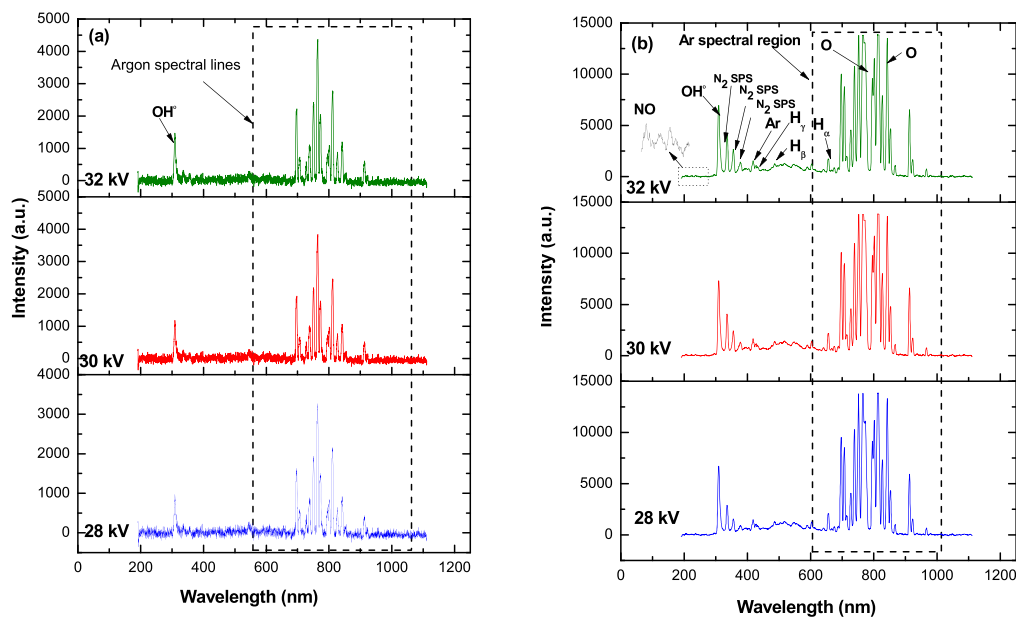 (a)
Argon spectral lines
OH°
5000
4000
3000
2000
1000
0
32 kV
5000
4000
3000
2000
1000
0
30 kV
4000
3000
2000
1000
0
28 kV
Intensity (a.u.)
0 200 400 600 800 1000 1200
Wavelength (nm)
(b)
Ar spectral region
O
O
N2 SPS
N2 SPS
N2 SPS
OH°
NO
Ar
Hγ
Hα
Hβ
15000
10000
5000
0
32 kV
15000
10000
5000
0
30 kV
15000
10000
5000
0
28 kV
Intensity (a.u.)
0 200 400 600 800 1000
Wavelength (nm)